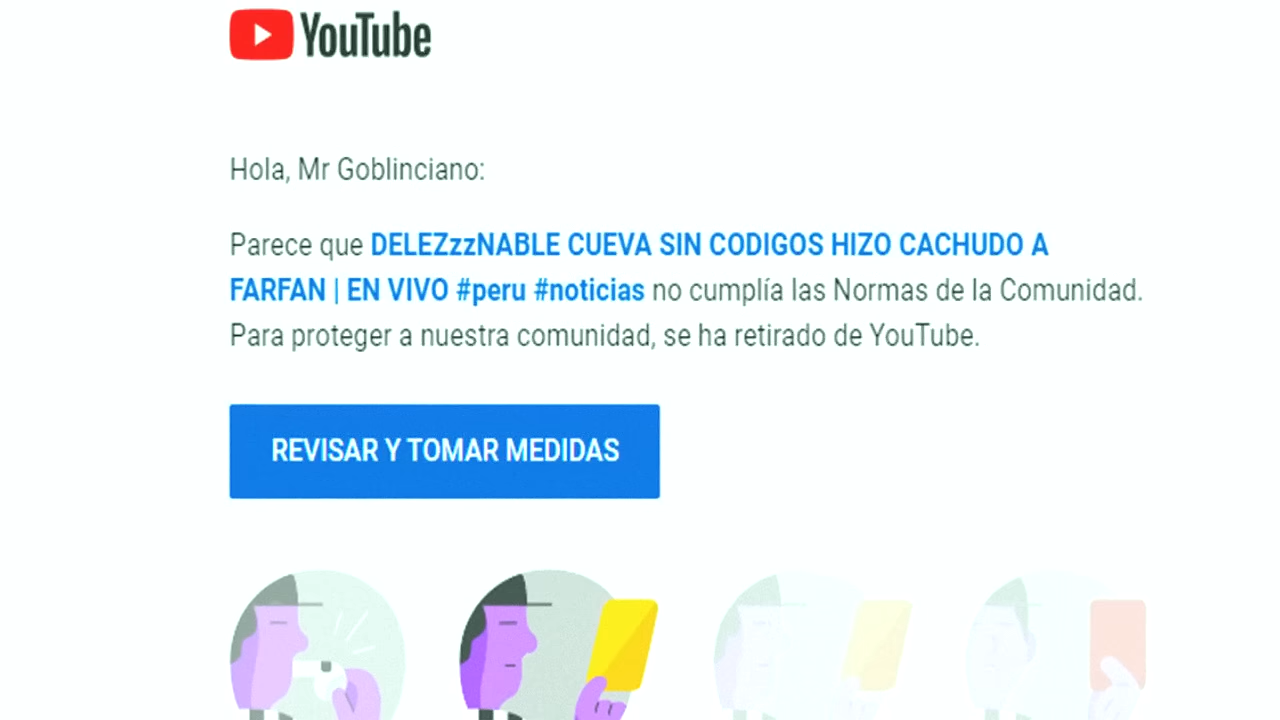 YouTube
Hola, Mr Goblinciano:
Parece que DELEZzzNABLE CUEVA SIN CODIGOS HIZO CACHUDO A
FARFAN | EN VIVO #peru #noticias no cumplía las Normas de la Comunidad.
Para proteger a nuestra comunidad, se ha retirado de YouTube.
REVISAR Y TOMAR MEDIDAS